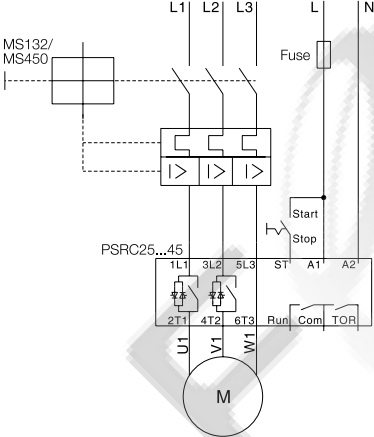 L1 L2 L3 L N
MS132/
MS450
Fuse
I> I> I>
Start
Stop
PSRC25...45
1L1 3L2 5L3 ST A1 A2
2T1 4T2 6T3 Run Com TOR
U1 V1 W1
M